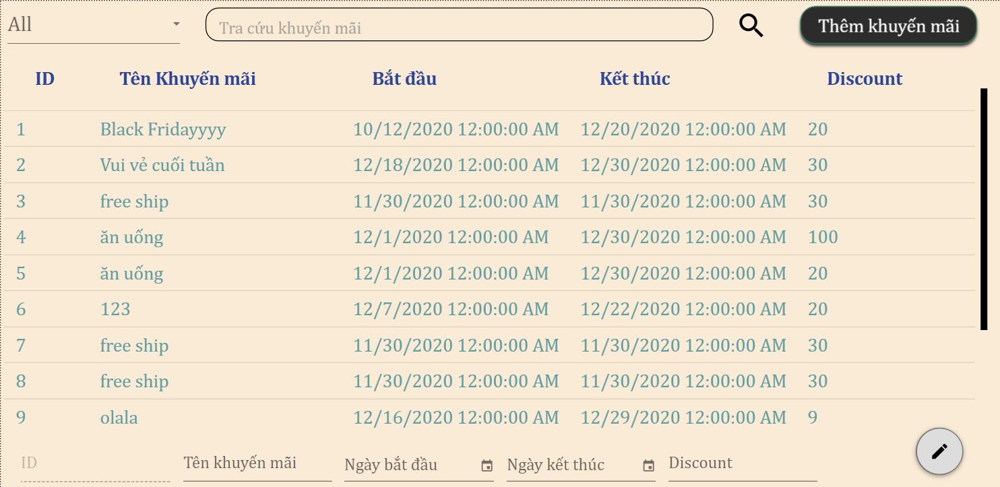 All Tra cứu khuyến mãi Thêm khuyến mãi
ID Tên Khuyến mãi Bắt đầu Kết thúc Discount
1 Black Fridayyyy 10/12/2020 12:00:00 AM 12/20/2020 12:00:00 AM 20
2 Vui vẻ cuối tuần 12/18/2020 12:00:00 AM 12/30/2020 12:00:00 AM 30
3 free ship 11/30/2020 12:00:00 AM 11/30/2020 12:00:00 AM 30
4 ăn uống 12/1/2020 12:00:00 AM 12/30/2020 12:00:00 AM 100
5 ăn uống 12/1/2020 12:00:00 AM 12/30/2020 12:00:00 AM 20
6 123 12/7/2020 12:00:00 AM 12/22/2020 12:00:00 AM 20
7 free ship 11/30/2020 12:00:00 AM 11/30/2020 12:00:00 AM 30
8 free ship 11/30/2020 12:00:00 AM 11/30/2020 12:00:00 AM 30
9 olala 12/16/2020 12:00:00 AM 12/29/2020 12:00:00 AM 9
ID Tên khuyến mãi Ngày bắt đầu Ngày kết thúc Discount